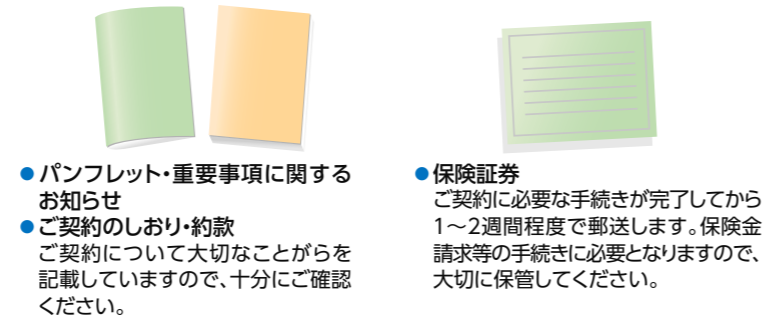 ●パンフレット・重要事項に関する
お知らせ
●ご契約のしおり・約款
ご契約について大切なことがらを
記載していますので、十分にご確認
ください。
●保険証券
ご契約に必要な手続きが完了してから
1～2週間程度で郵送します。保険金
請求等の手続きに必要となりますので、
大切に保管してください。